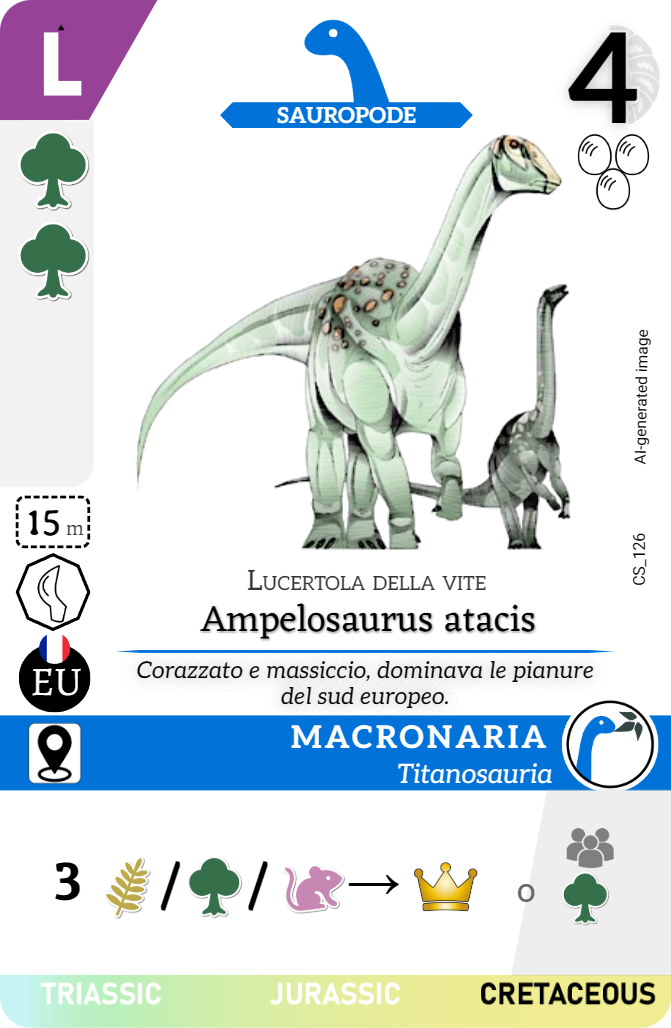 L
SAUROPODE
4
AI-generated image
CS_126
15 m
EU
Lucertola della vite
Ampelosaurus atacis
Corazzato e massiccio, dominava le pianure
del sud europeo.
MACRONARIA
Titanosauria
3 / / → o
TRIASSIC JURASSIC CRETACEOUS